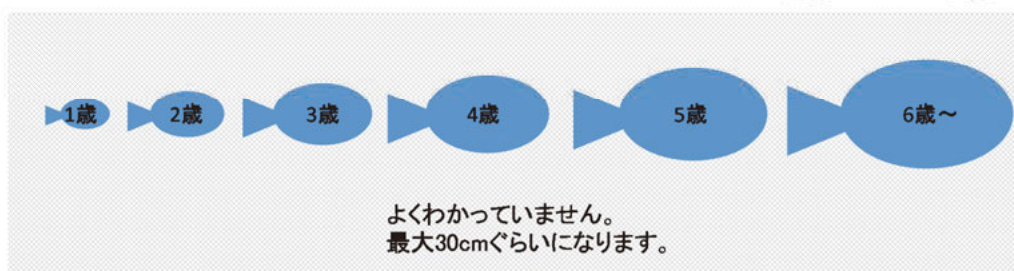 1歳 2歳 3歳 4歳 5歳 6歳～
よくわかっていません。
最大30cmぐらいになります。